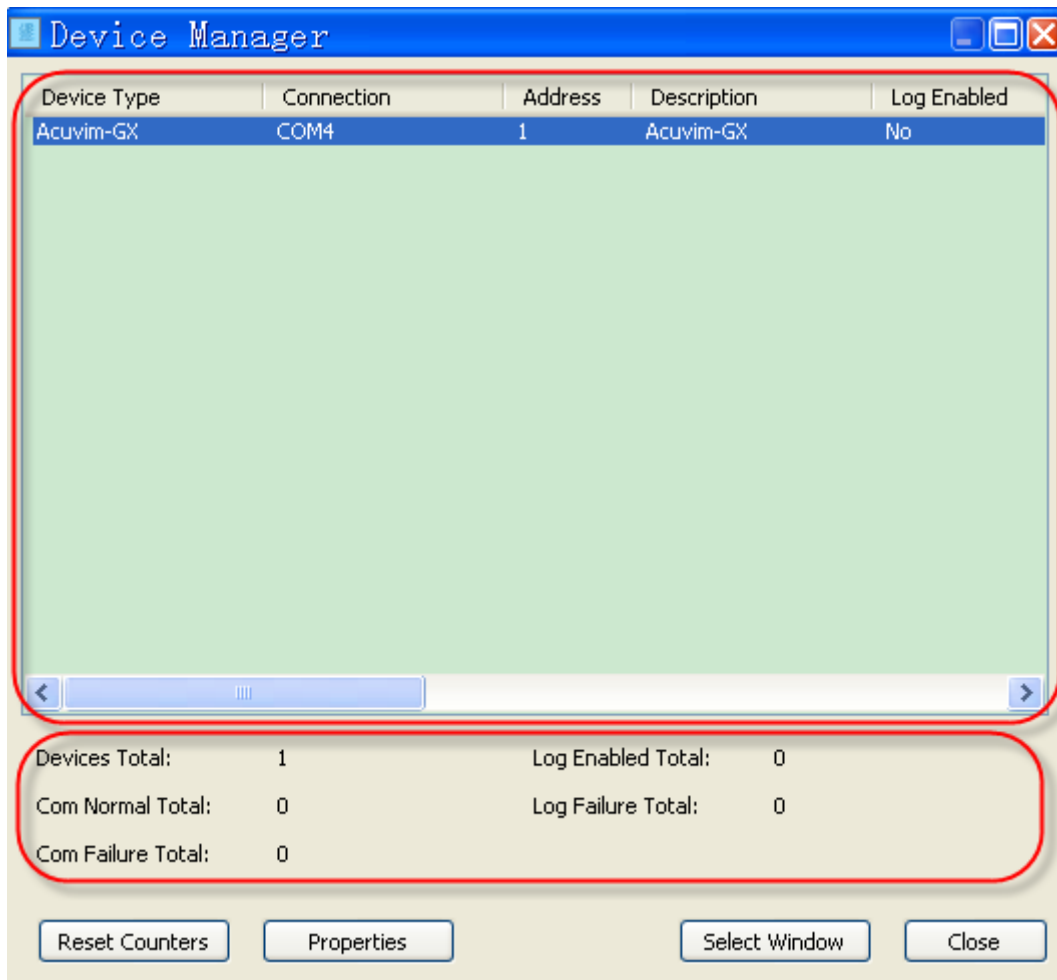 Device Manager
Device Type Connection Address Description Log Enabled
Acuvim-GX COM4 1 Acuvim-GX No
Devices Total: 1 Log Enabled Total: 0
Com Normal Total: 0 Log Failure Total: 0
Com Failure Total: 0
Reset Counters Properties Select Window Close